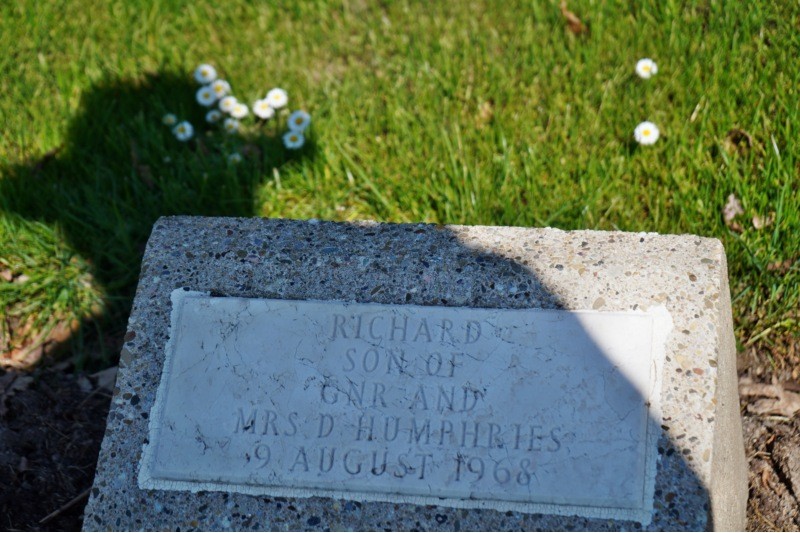 RICHARD
SON OF
GNR AND
MRS D HUMPHRIES
9 AUGUST 1968